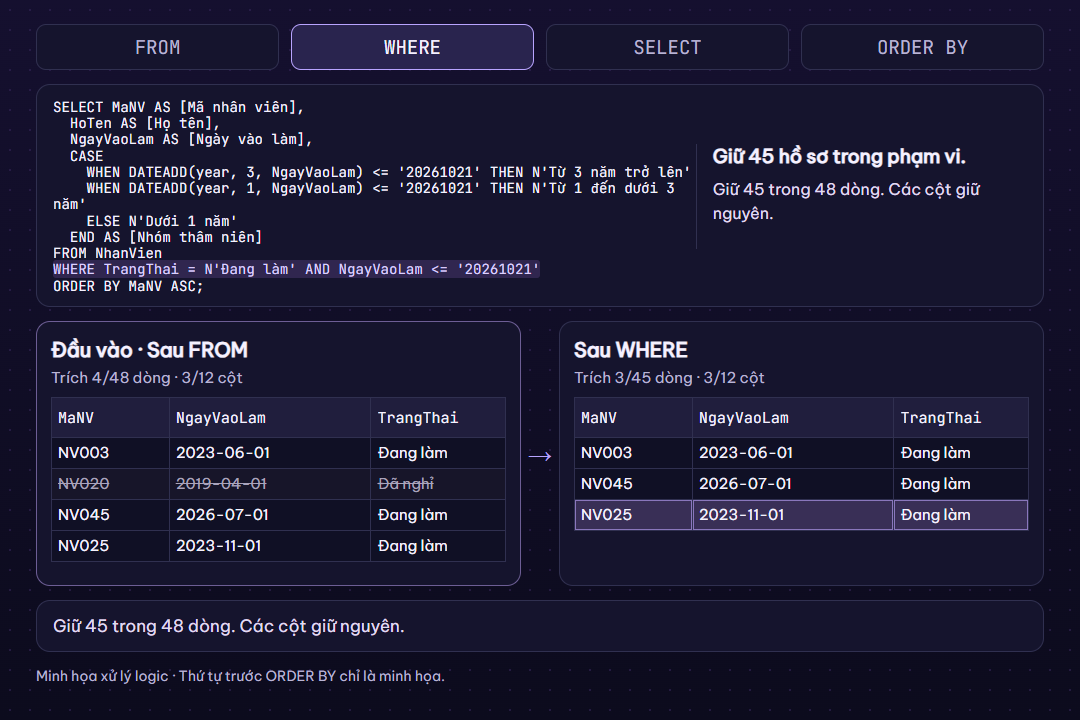 FROM
WHERE
SELECT
ORDER BY
SELECT MaNV AS [Mã nhân viên],
HoTen AS [Họ tên],
NgayVaoLam AS [Ngày vào làm],
CASE
WHEN DATEADD(year, 3, NgayVaoLam) <= '20261021' THEN N'Từ 3 năm trở lên'
WHEN DATEADD(year, 1, NgayVaoLam) <= '20261021' THEN N'Từ 1 đến dưới 3
năm'
ELSE N'Dưới 1 năm'
END AS [Nhóm thâm niên]
FROM NhanVien
WHERE TrangThai = N'Đang làm' AND NgayVaoLam <= '20261021'
ORDER BY MaNV ASC;
Giữ 45 hồ sơ trong phạm vi.
Giữ 45 trong 48 dòng. Các cột giữ
nguyên.
Đầu vào · Sau FROM
Trích 4/48 dòng · 3/12 cột
MaNV NgayVaoLam TrangThai
NV003 2023-06-01 Đang làm
NV020 2019-04-01 Đã nghỉ
NV045 2026-07-01 Đang làm
NV025 2023-11-01 Đang làm
→
Sau WHERE
Trích 3/45 dòng · 3/12 cột
MaNV NgayVaoLam TrangThai
NV003 2023-06-01 Đang làm
NV045 2026-07-01 Đang làm
NV025 2023-11-01 Đang làm
Giữ 45 trong 48 dòng. Các cột giữ nguyên.
Minh họa xử lý logic · Thứ tự trước ORDER BY chỉ là minh họa.